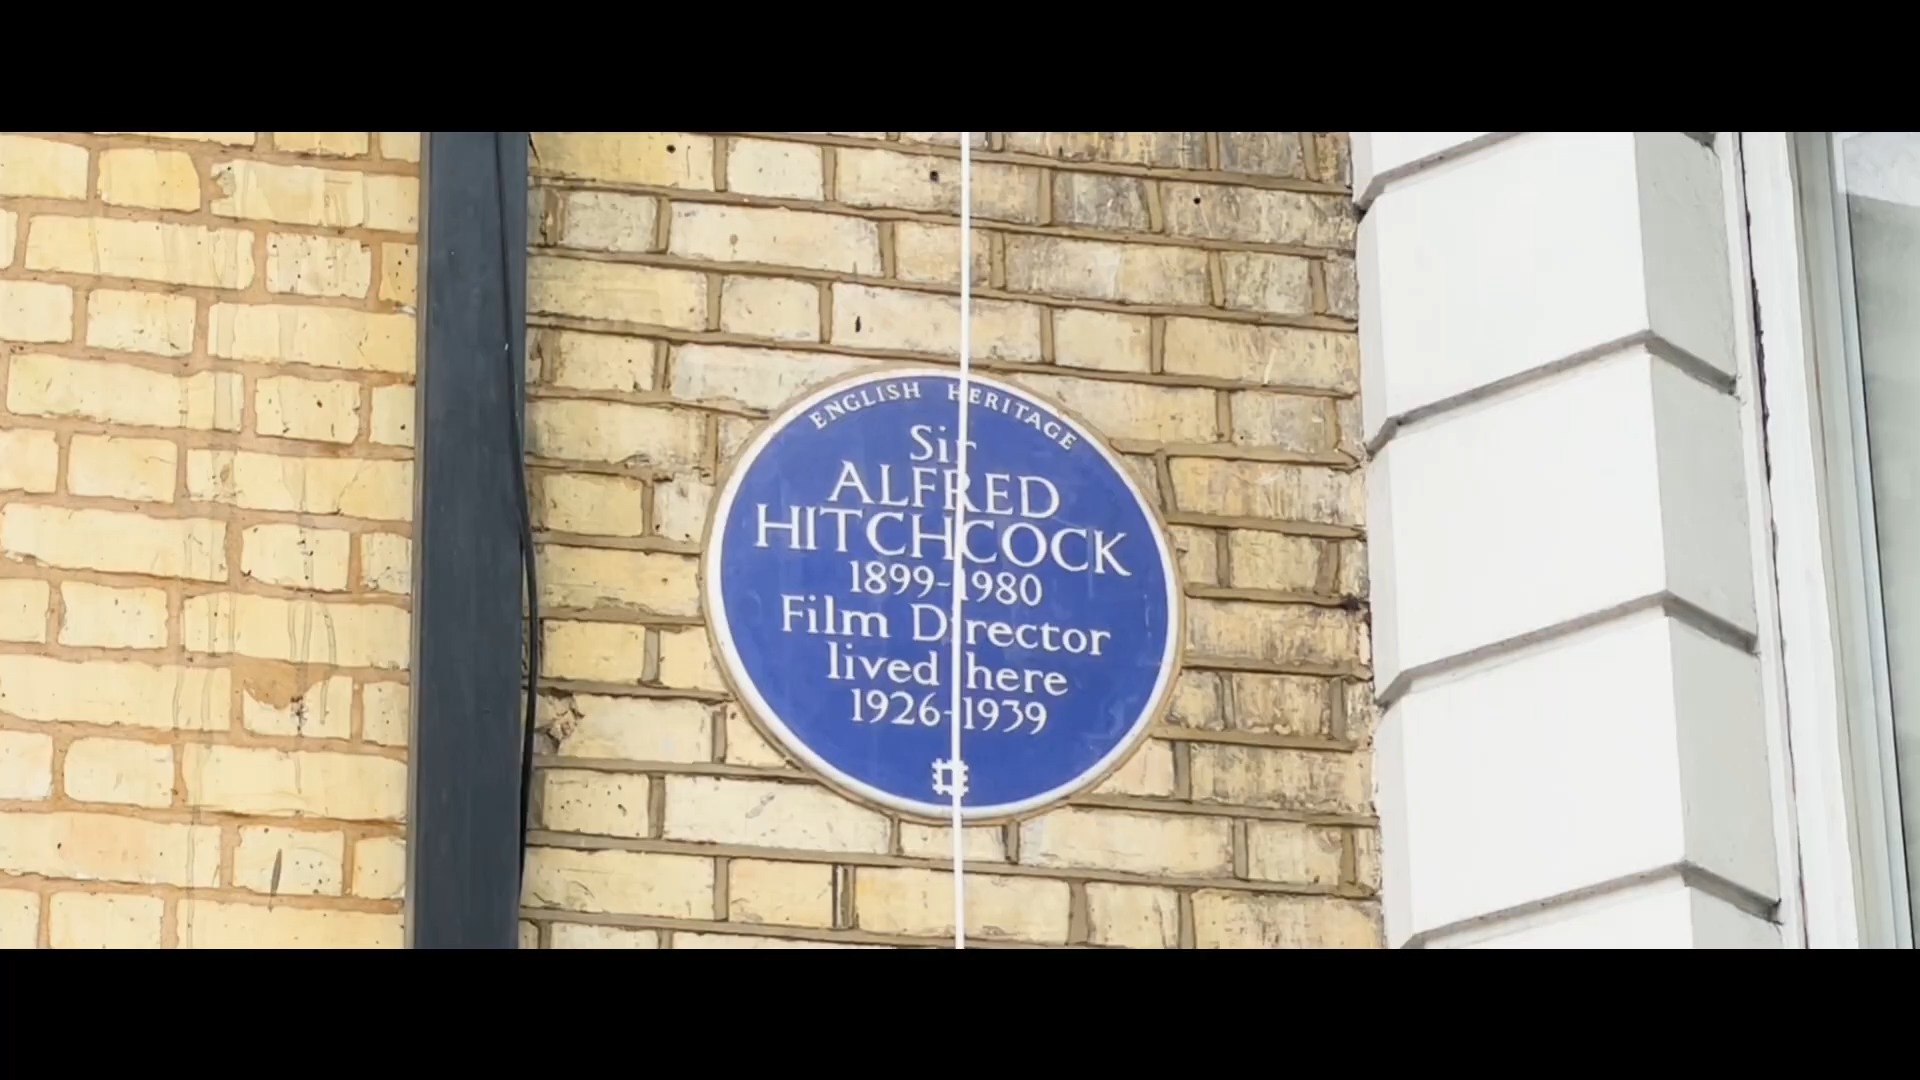 ENGLISH HERITAGE
Sir
ALFRED
HITCHCOCK
1899-1980
Film Director
lived here
1926-1939